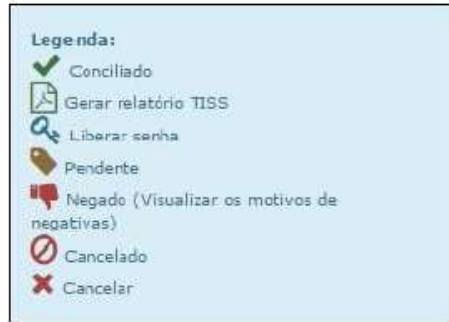 Legenda:
Conciliado
Gerar relatório TISS
Liberar senha
Pendente
Negado (Visualizar os motivos de
negativas)
Cancelado
Cancelar